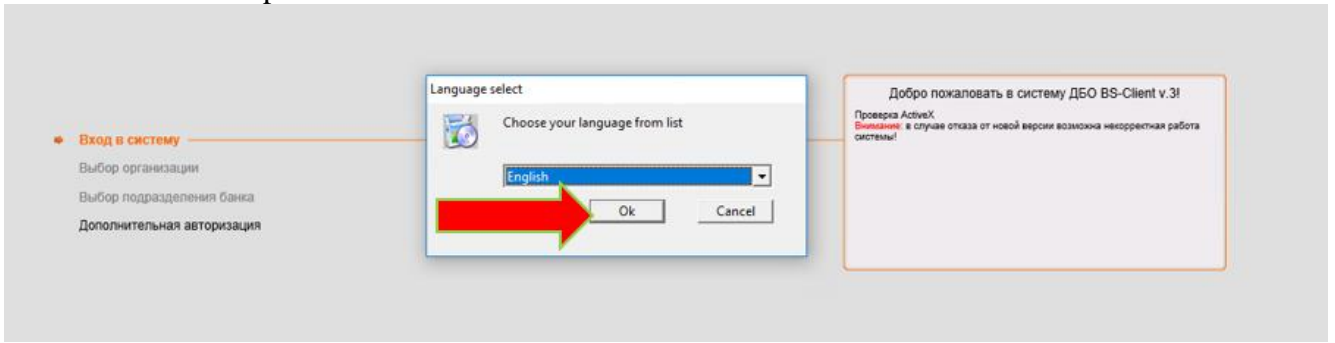 Вход в систему
Выбор организации
Выбор подразделения банка
Дополнительная авторизация
Language select
Choose your language from list
English
Ok Cancel
Добро пожаловать в систему ДБО BS-Client v.3!
Проверка ActiveX
Внимание: в случае отказа от новой версии возможна некорректная работа
системы!